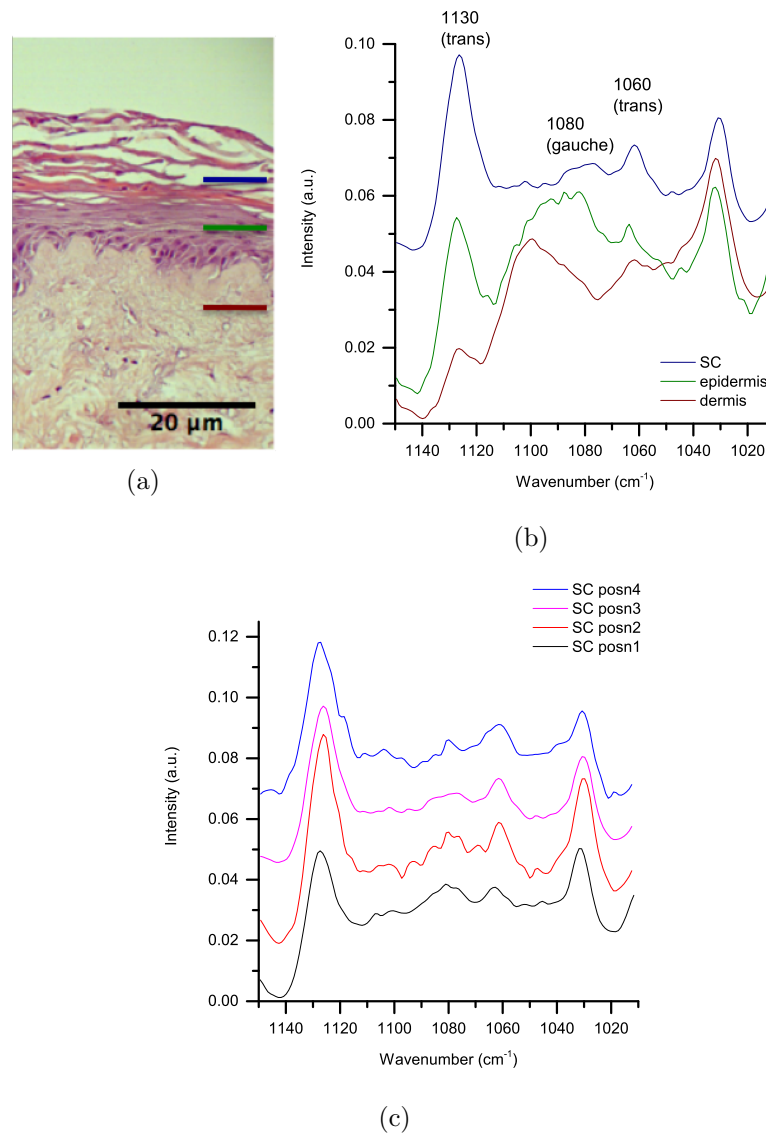 20 µm
(a)
1130
(trans)
1080
(gauche)
1060
(trans)
0.10
0.08
0.06
0.04
0.02
0.00
Intensity (a.u.)
SC
epidermis
dermis
1140 1120 1100 1080 1060 1040 1020
Wavenumber (cm⁻¹)
(b)
SC posn4
SC posn3
SC posn2
SC posn1
0.12
0.10
0.08
0.06
0.04
0.02
0.00
Intensity (a.u.)
1140 1120 1100 1080 1060 1040 1020
Wavenumber (cm⁻¹)
(c)